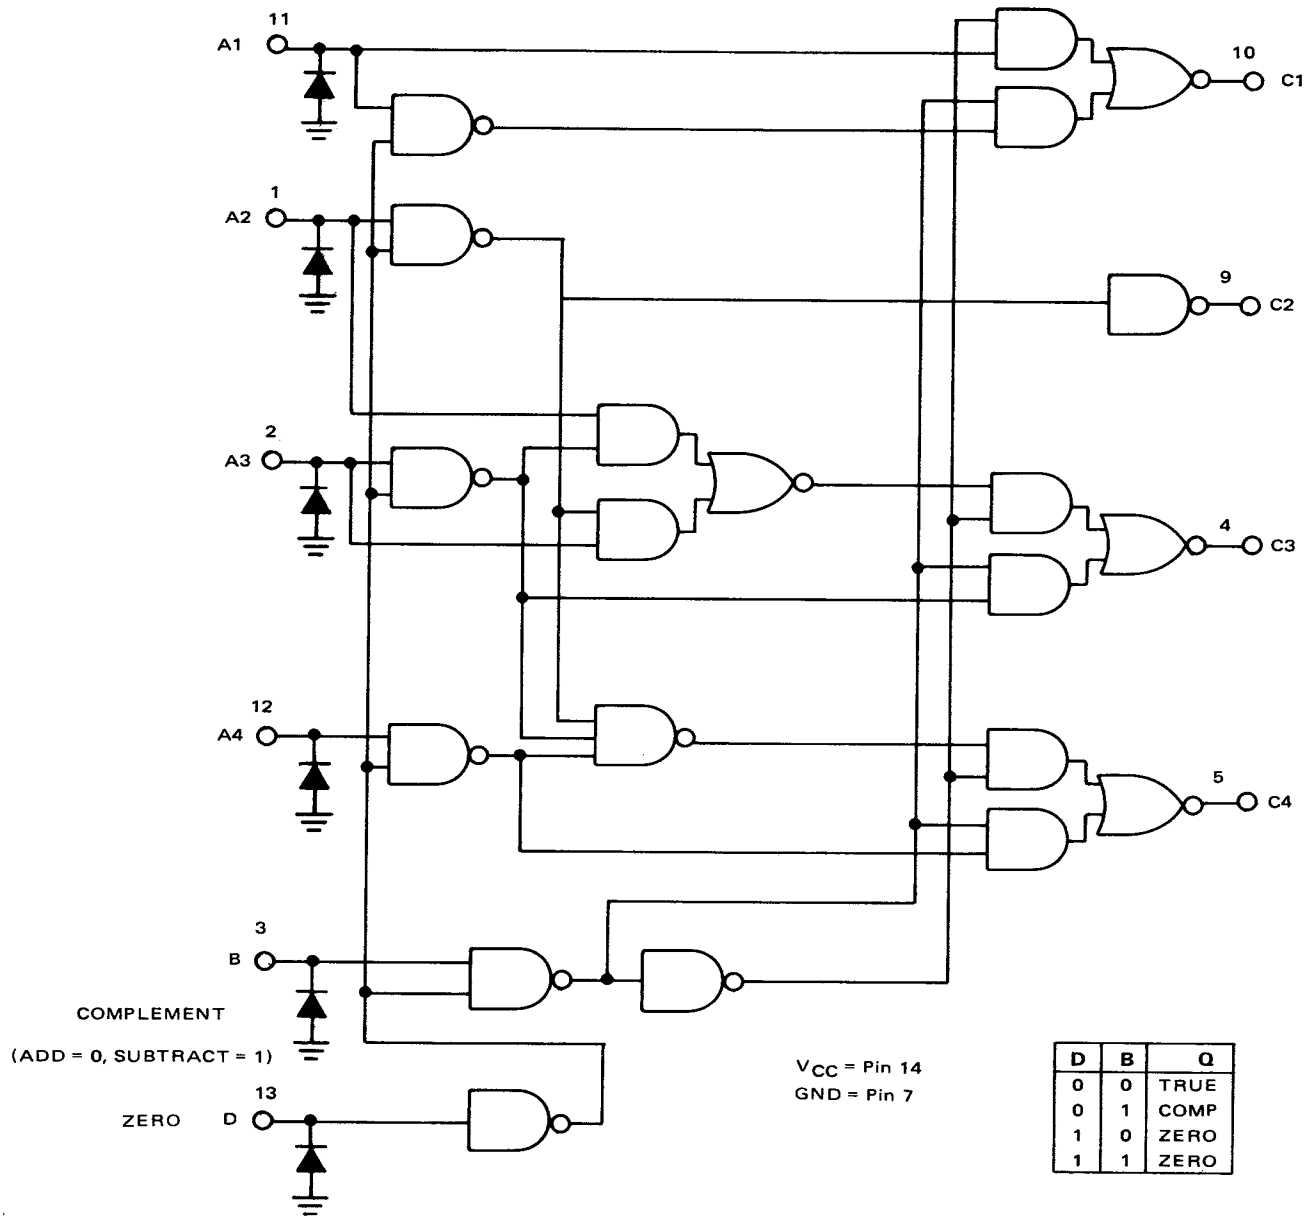 11
A1
10
C1
1
A2
9
C2
2
A3
4
C3
12
A4
5
C4
3
B
COMPLEMENT
(ADD = 0, SUBTRACT = 1)
13
ZERO D
VCC = Pin 14
GND = Pin 7
D B Q
0 0 TRUE
0 1 COMP
1 0 ZERO
1 1 ZERO